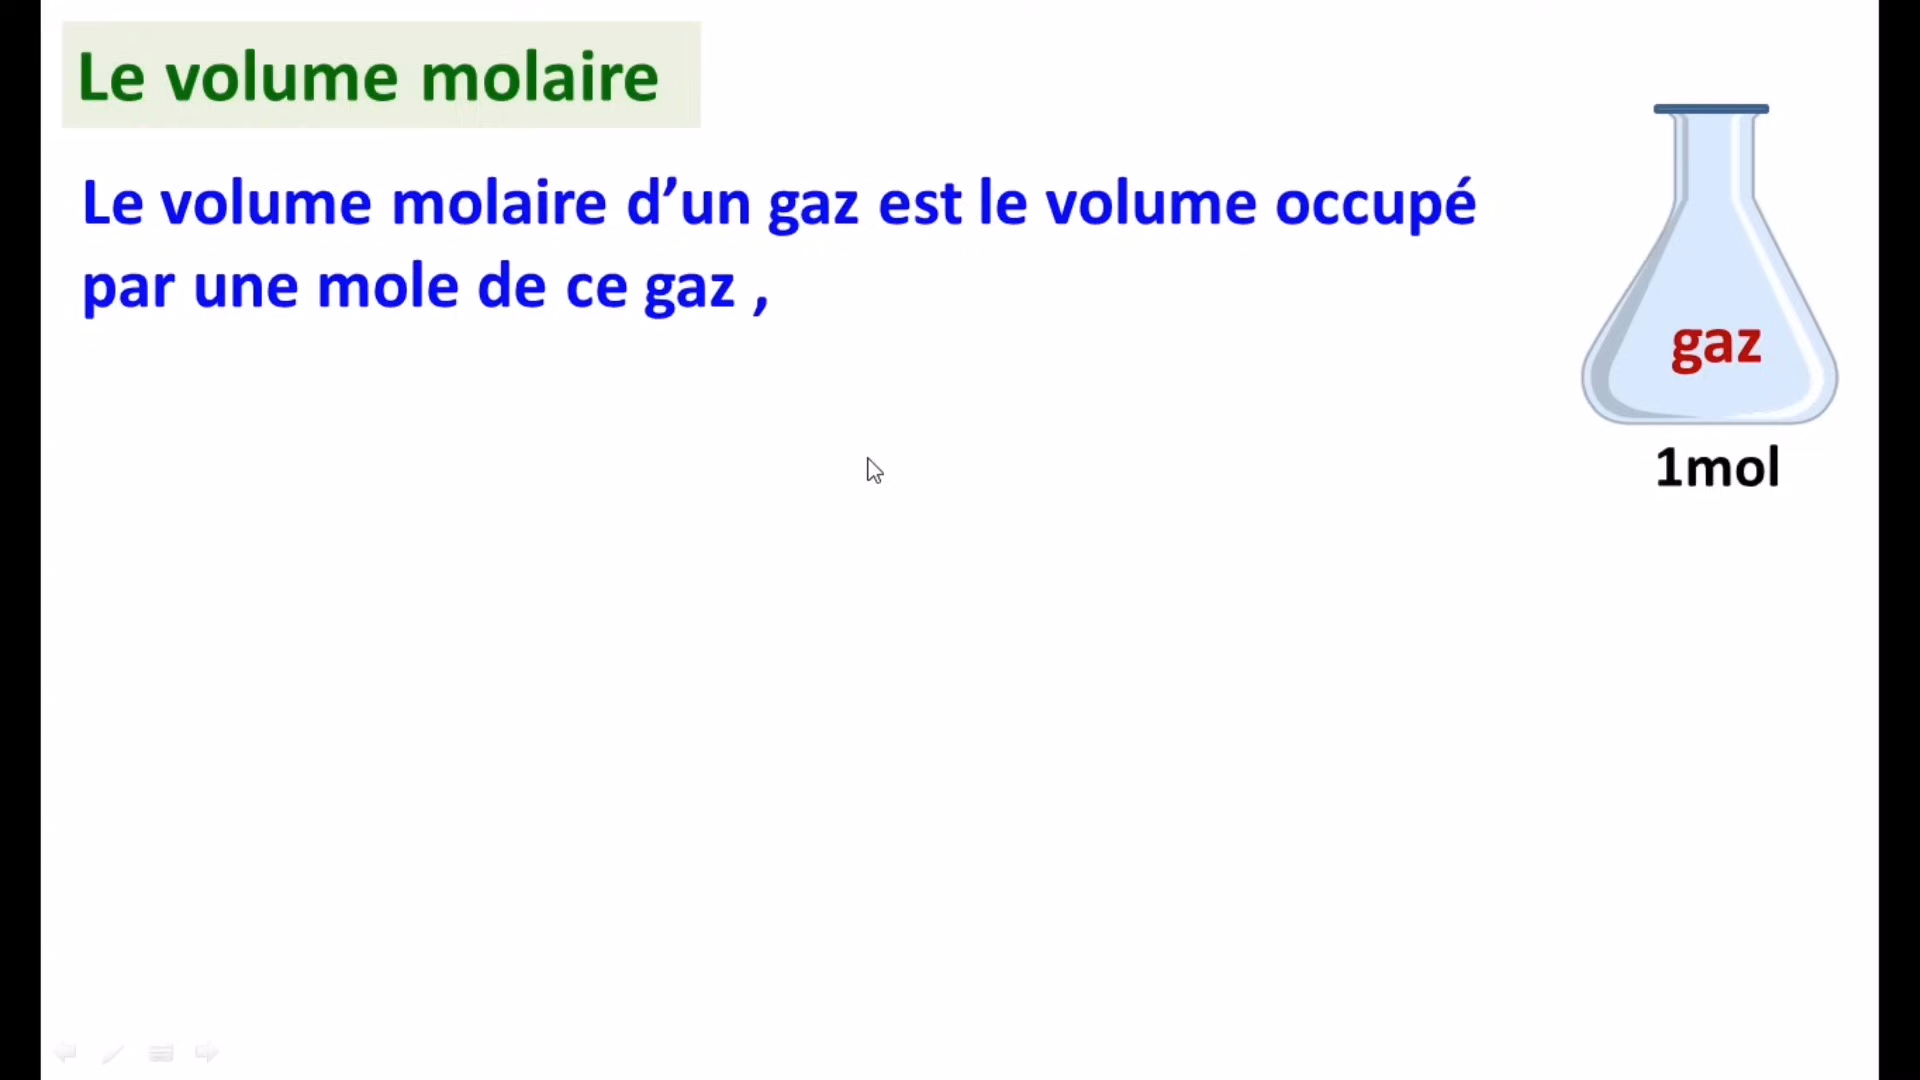 Le volume molaire
Le volume molaire d’un gaz est le volume occupé
par une mole de ce gaz ,
gaz
1mol